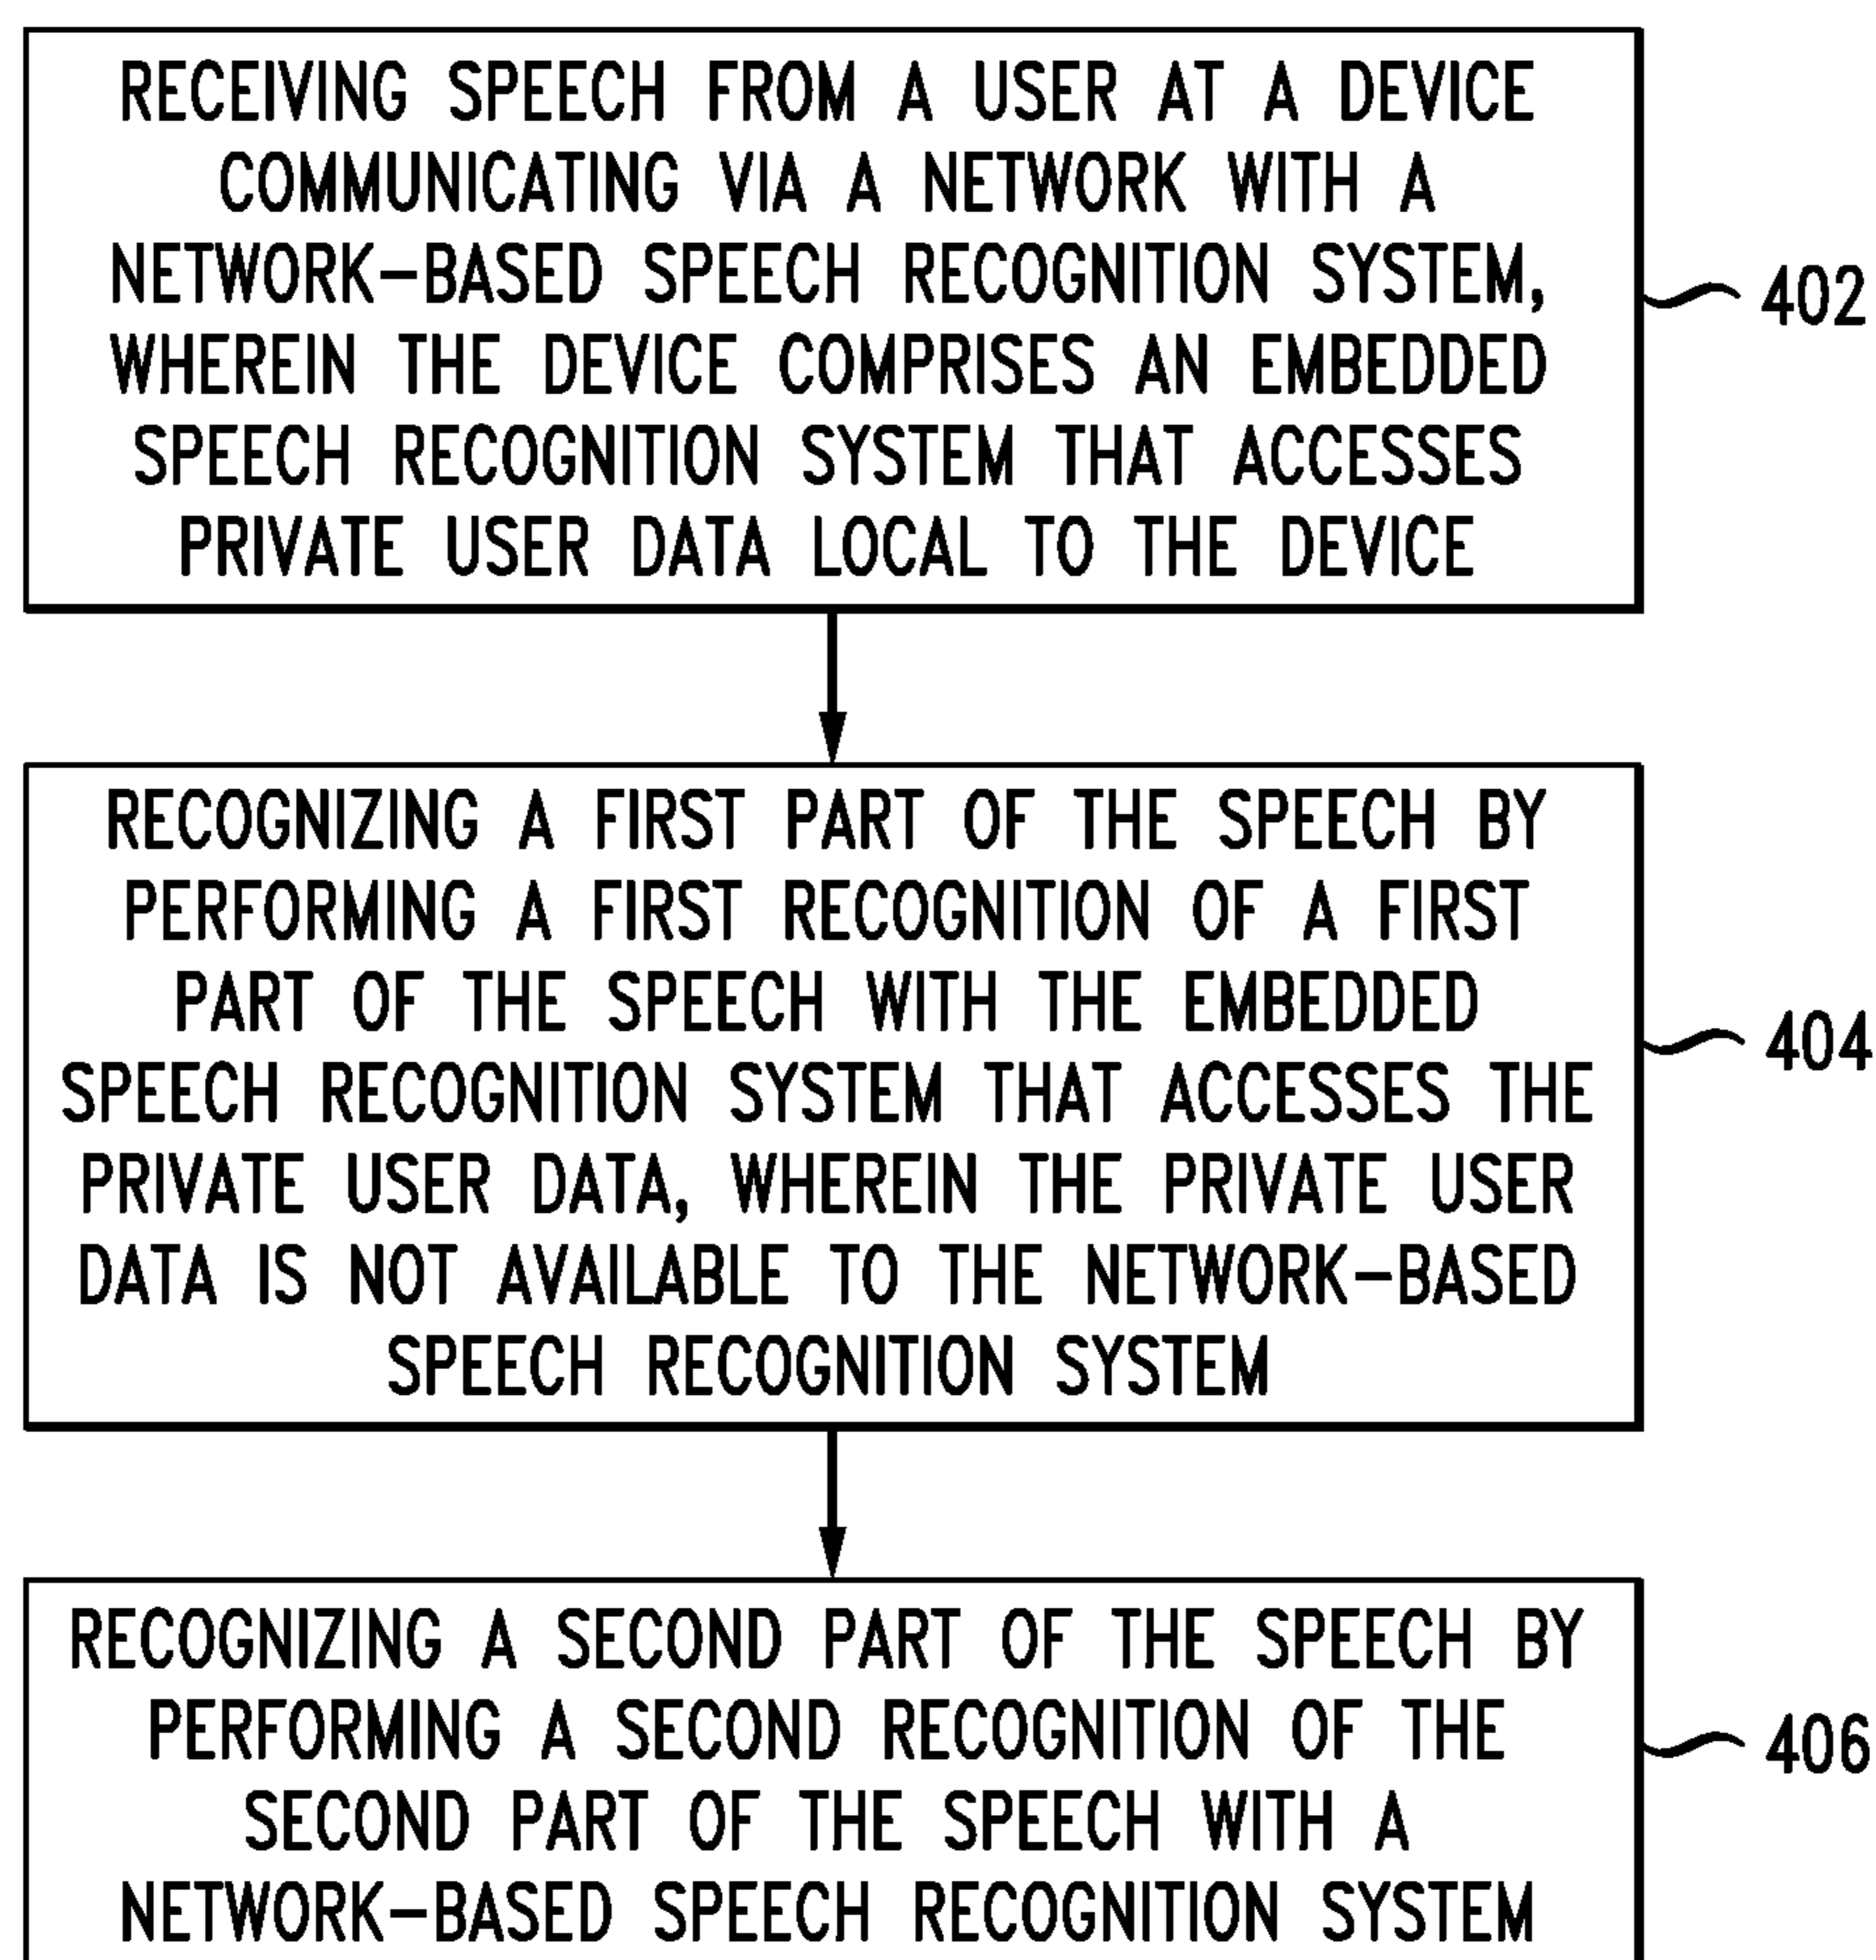 RECEIVING SPEECH FROM A USER AT A DEVICE
COMMUNICATING VIA A NETWORK WITH A
NETWORK-BASED SPEECH RECOGNITION SYSTEM,
WHEREIN THE DEVICE COMPRISES AN EMBEDDED
SPEECH RECOGNITION SYSTEM THAT ACCESSES
PRIVATE USER DATA LOCAL TO THE DEVICE
402
RECOGNIZING A FIRST PART OF THE SPEECH BY
PERFORMING A FIRST RECOGNITION OF A FIRST
PART OF THE SPEECH WITH THE EMBEDDED
SPEECH RECOGNITION SYSTEM THAT ACCESSES THE
PRIVATE USER DATA, WHEREIN THE PRIVATE USER
DATA IS NOT AVAILABLE TO THE NETWORK-BASED
SPEECH RECOGNITION SYSTEM
404
RECOGNIZING A SECOND PART OF THE SPEECH BY
PERFORMING A SECOND RECOGNITION OF THE
SECOND PART OF THE SPEECH WITH A
NETWORK-BASED SPEECH RECOGNITION SYSTEM
406